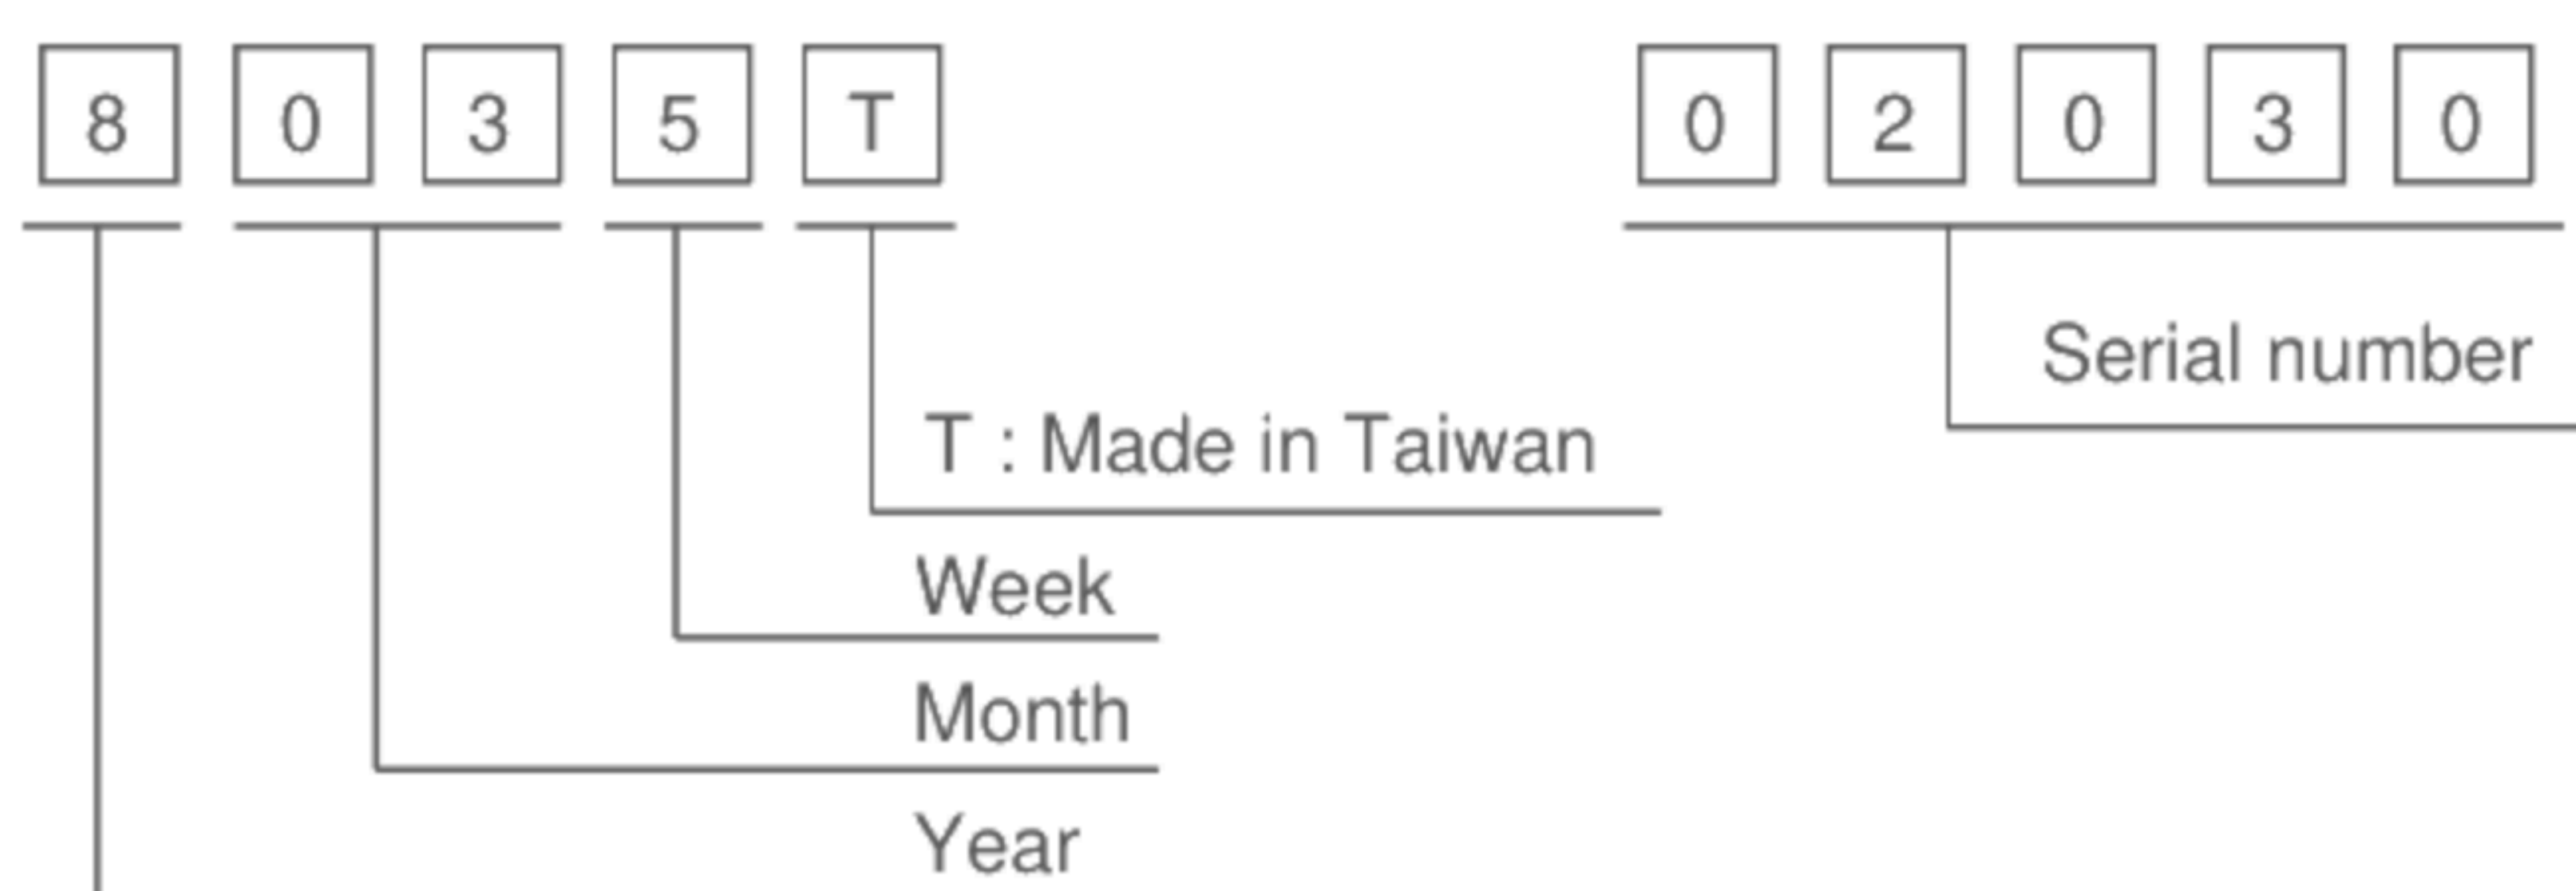 8 0 3 5 T 0 2 0 3 0
Serial number
T : Made in Taiwan
Week
Month
Year